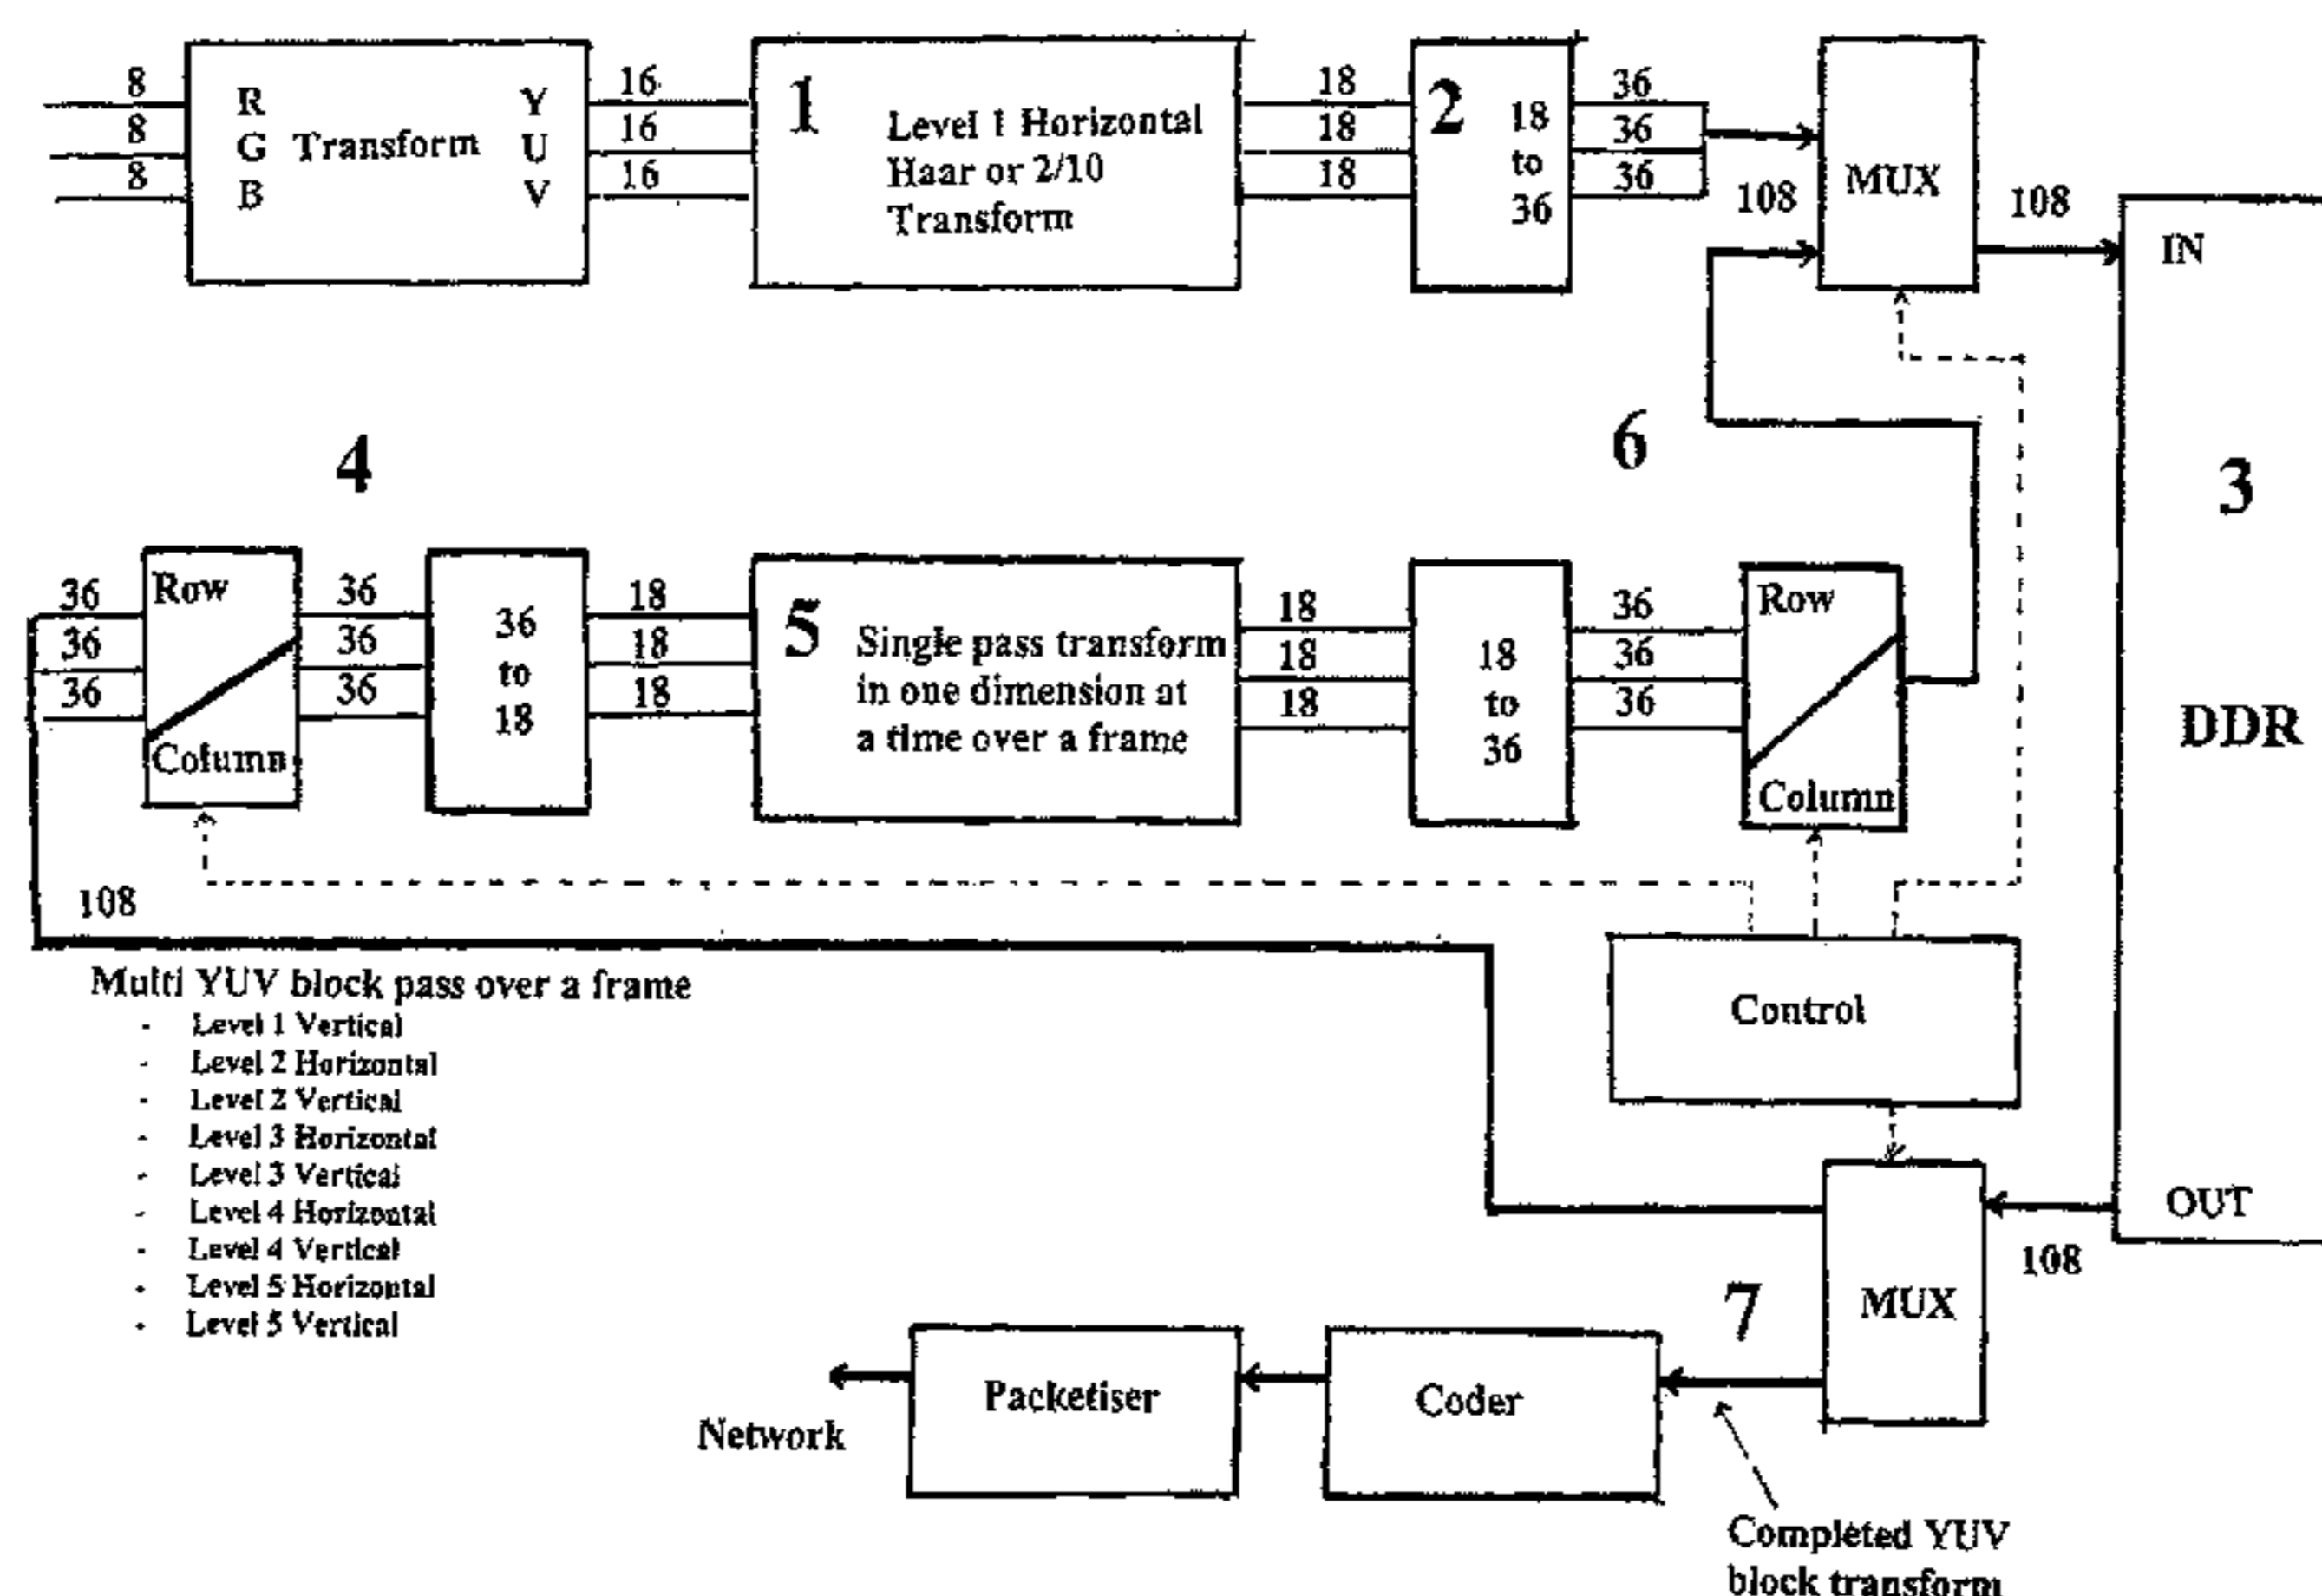 8
8
8
R
G
B
Transform
Y
U
V
16
16
16
1
Level 1 Horizontal
Haar or 2/10
Transform
18
18
18
2
18
to
36
36
36
36
108
MUX
108
IN
4
6
3
DDR
36
36
36
Row
Column
36
36
36
36
to
18
18
18
18
5
Single pass transform
in one dimension at
a time over a frame
18
18
18
18
to
36
36
36
36
Row
Column
108
Control
Multi YUV block pass over a frame
- Level 1 Vertical
- Level 2 Horizontal
- Level 2 Vertical
- Level 3 Horizontal
- Level 3 Vertical
- Level 4 Horizontal
- Level 4 Vertical
- Level 5 Horizontal
- Level 5 Vertical
OUT
108
MUX
7
Coder
Packetiser
Network
Completed YUV
block transform